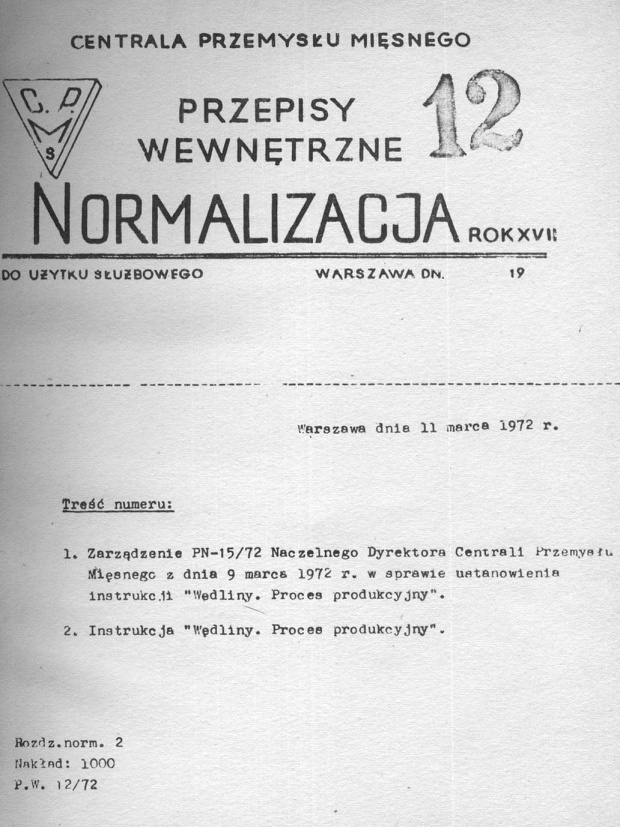 CENTRALA PRZEMYSŁU MIĘSNEGO
C. P. M s
PRZEPISY
WEWNĘTRZNE
12
NORMALIZACJA ROK XVII
DO UŻYTKU SŁUŻBOWEGO WARSZAWA DN. 19
Warszawa dnia 11 marca 1972 r.
Treść numeru:
1. Zarządzenie PN-15/72 Naczelnego Dyrektora Centrali Przemysłu
Mięsnego z dnia 9 marca 1972 r. w sprawie ustanowienia
instrukcji "Wędliny. Proces produkcyjny".
2. Instrukcja "Wędliny. Proces produkcyjny".
Rozdz.norm. 2
Nakład: 1000
P.W. 12/72